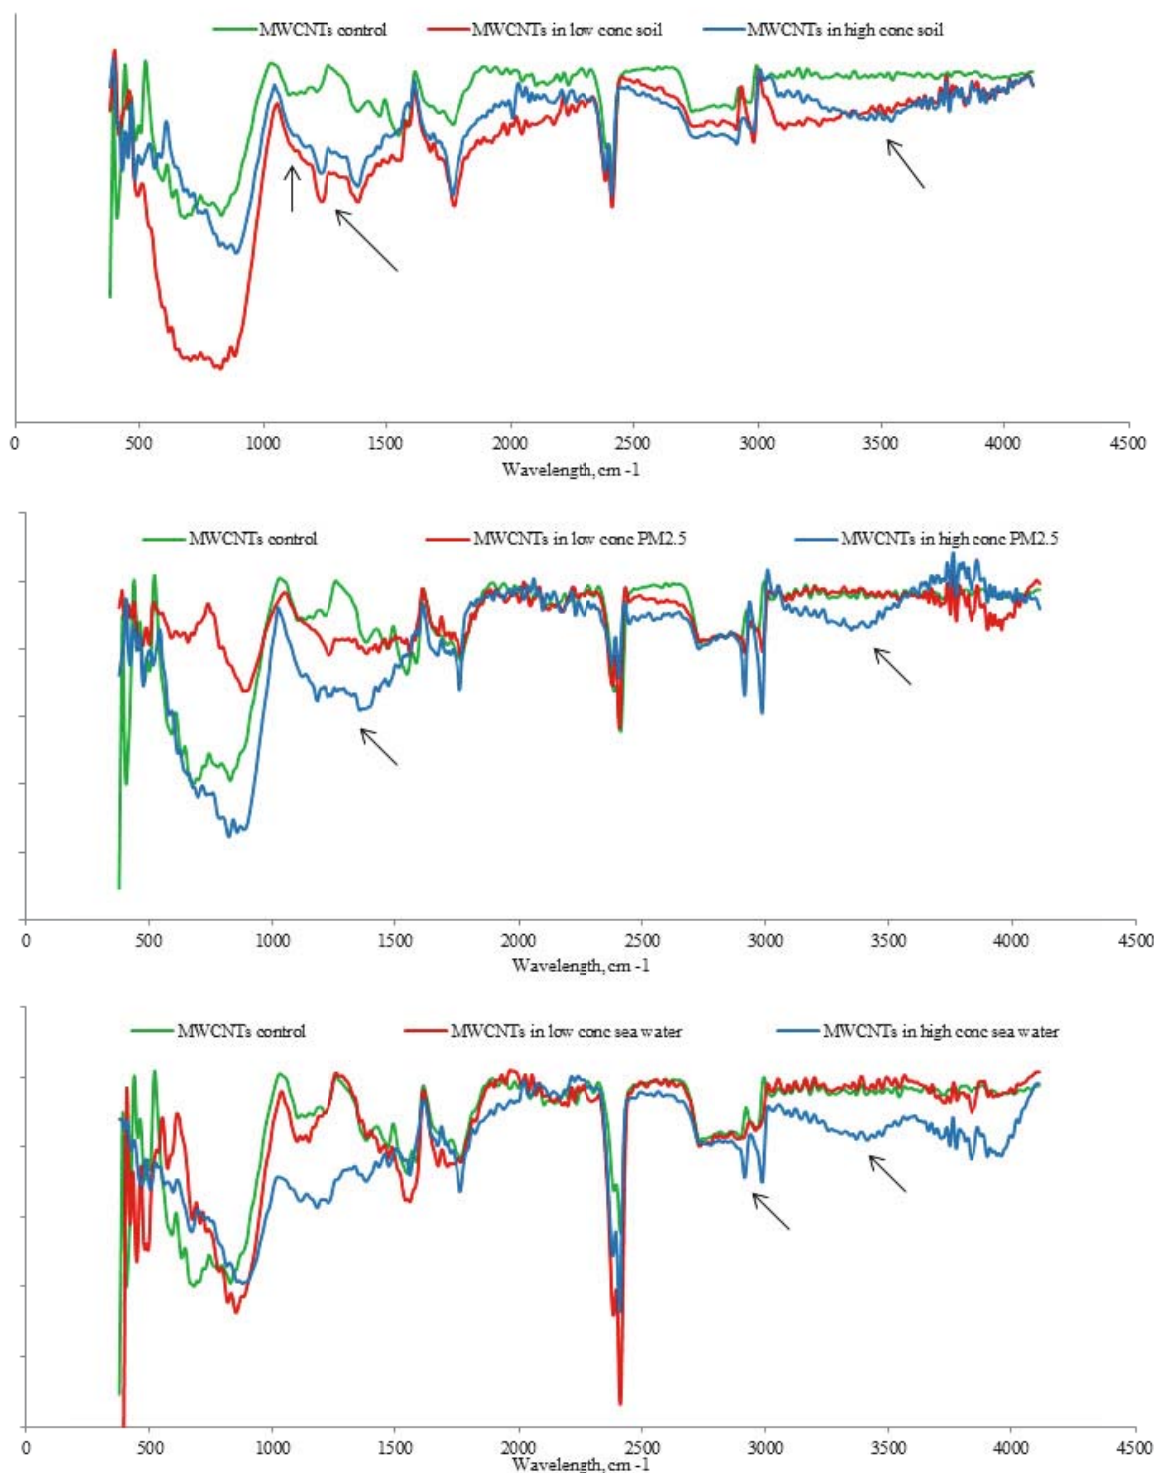 MWCNTs control MWCNTs in low conc soil MWCNTs in high conc soil
0 500 1000 1500 2000 2500 3000 3500 4000 4500
Wavelength, cm -1
MWCNTs control MWCNTs in low conc PM2.5 MWCNTs in high conc PM2.5
0 500 1000 1500 2000 2500 3000 3500 4000 4500
Wavelength, cm -1
MWCNTs control MWCNTs in low conc sea water MWCNTs in high conc sea water
0 500 1000 1500 2000 2500 3000 3500 4000 4500
Wavelength, cm -1